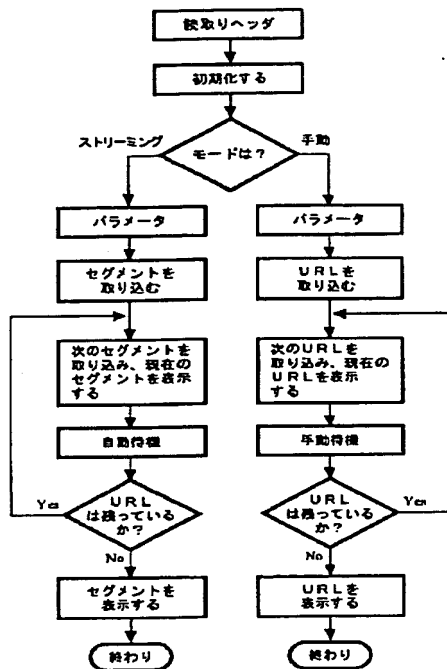 読取りヘッダ
初期化する
ストリーミング
モードは？
手動
パラメータ
セグメントを
取り込む
次のセグメントを
取り込み、現在の
セグメントを表示
する
自動待機
Yes
URL
は残っている
か？
No
セグメントを
表示する
終わり
パラメータ
URLを
取り込む
次のURLを
取り込み、現在の
URLを表示
する
手動待機
URL
は残っている
か？
Yes
No
URLを
表示する
終わり